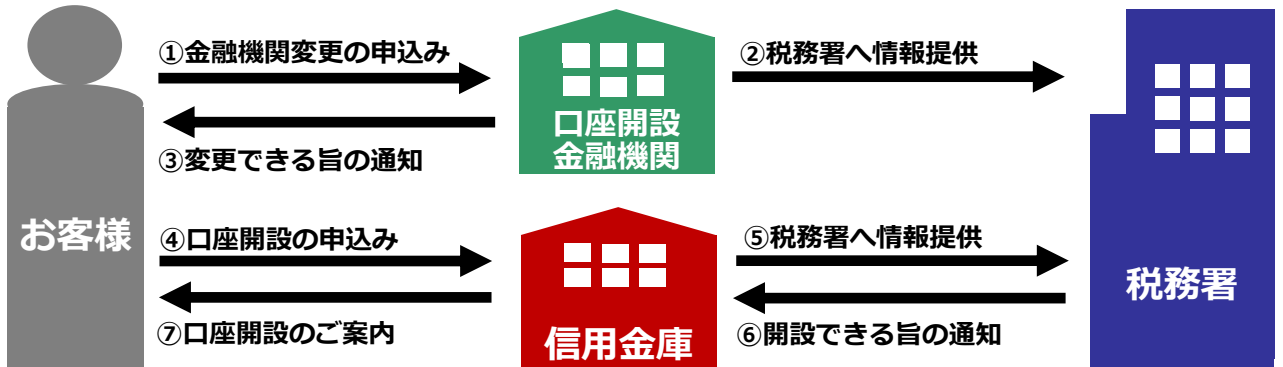 ①金融機関変更の申込み
②税務署へ情報提供
口座開設
金融機関
③変更できる旨の通知
お客様
④口座開設の申込み
⑤税務署へ情報提供
税務署
信用金庫
⑥開設できる旨の通知
⑦口座開設のご案内